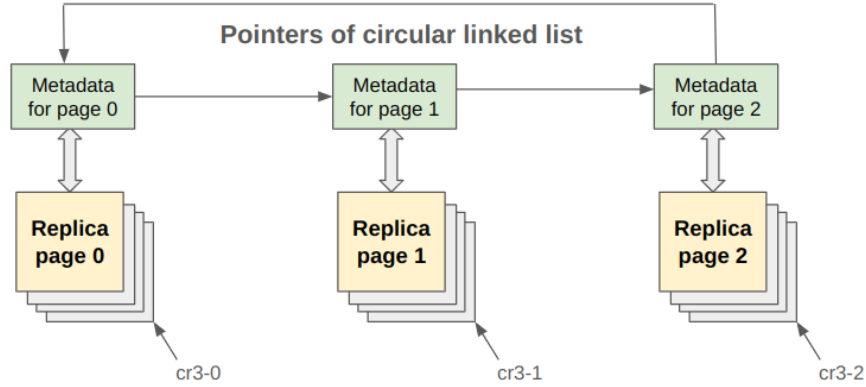 Pointers of circular linked list
Metadata
for page 0
Metadata
for page 1
Metadata
for page 2
Replica
page 0
Replica
page 1
Replica
page 2
cr3-0
cr3-1
cr3-2